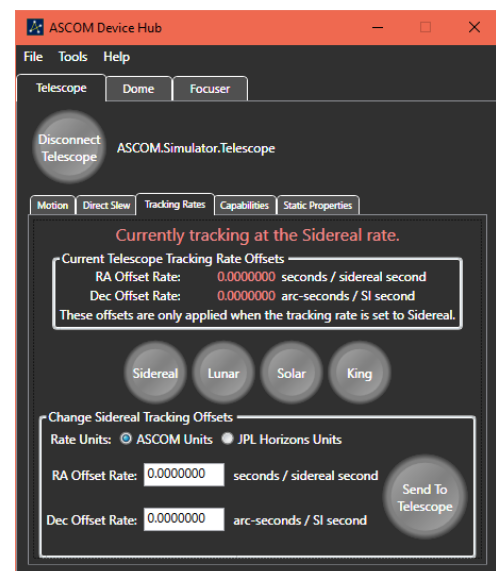 ASCOM Device Hub
File Tools Help
Telescope Dome Focuser
Disconnect
Telescope
ASCOM.Simulator.Telescope
Motion Direct Slew Tracking Rates Capabilities Static Properties
Currently tracking at the Sidereal rate.
Current Telescope Tracking Rate Offsets
RA Offset Rate: 0.0000000 seconds / sidereal second
Dec Offset Rate: 0.0000000 arc-seconds / SI second
These offsets are only applied when the tracking rate is set to Sidereal.
Sidereal Lunar Solar King
Change Sidereal Tracking Offsets
Rate Units: ASCOM Units JPL Horizons Units
RA Offset Rate: 0.0000000 seconds / sidereal second
Dec Offset Rate: 0.0000000 arc-seconds / SI second
Send To
Telescope